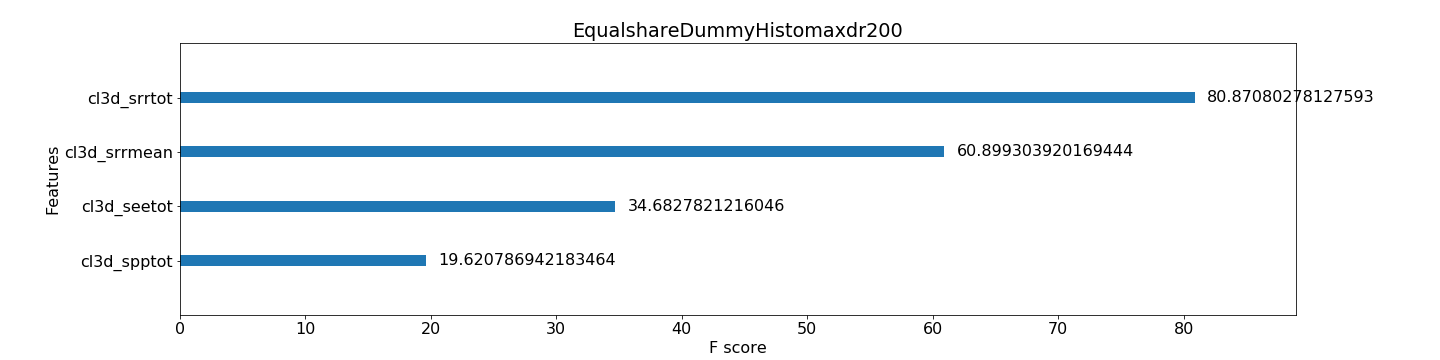 EqualshareDummyHistomaxdr200
cl3d_srrtot
80.87080278127593
cl3d_srrmean
60.899303920169444
Features
cl3d_seetot
34.6827821216046
cl3d_spptot
19.620786942183464
0 10 20 30 40 50 60 70 80
F score